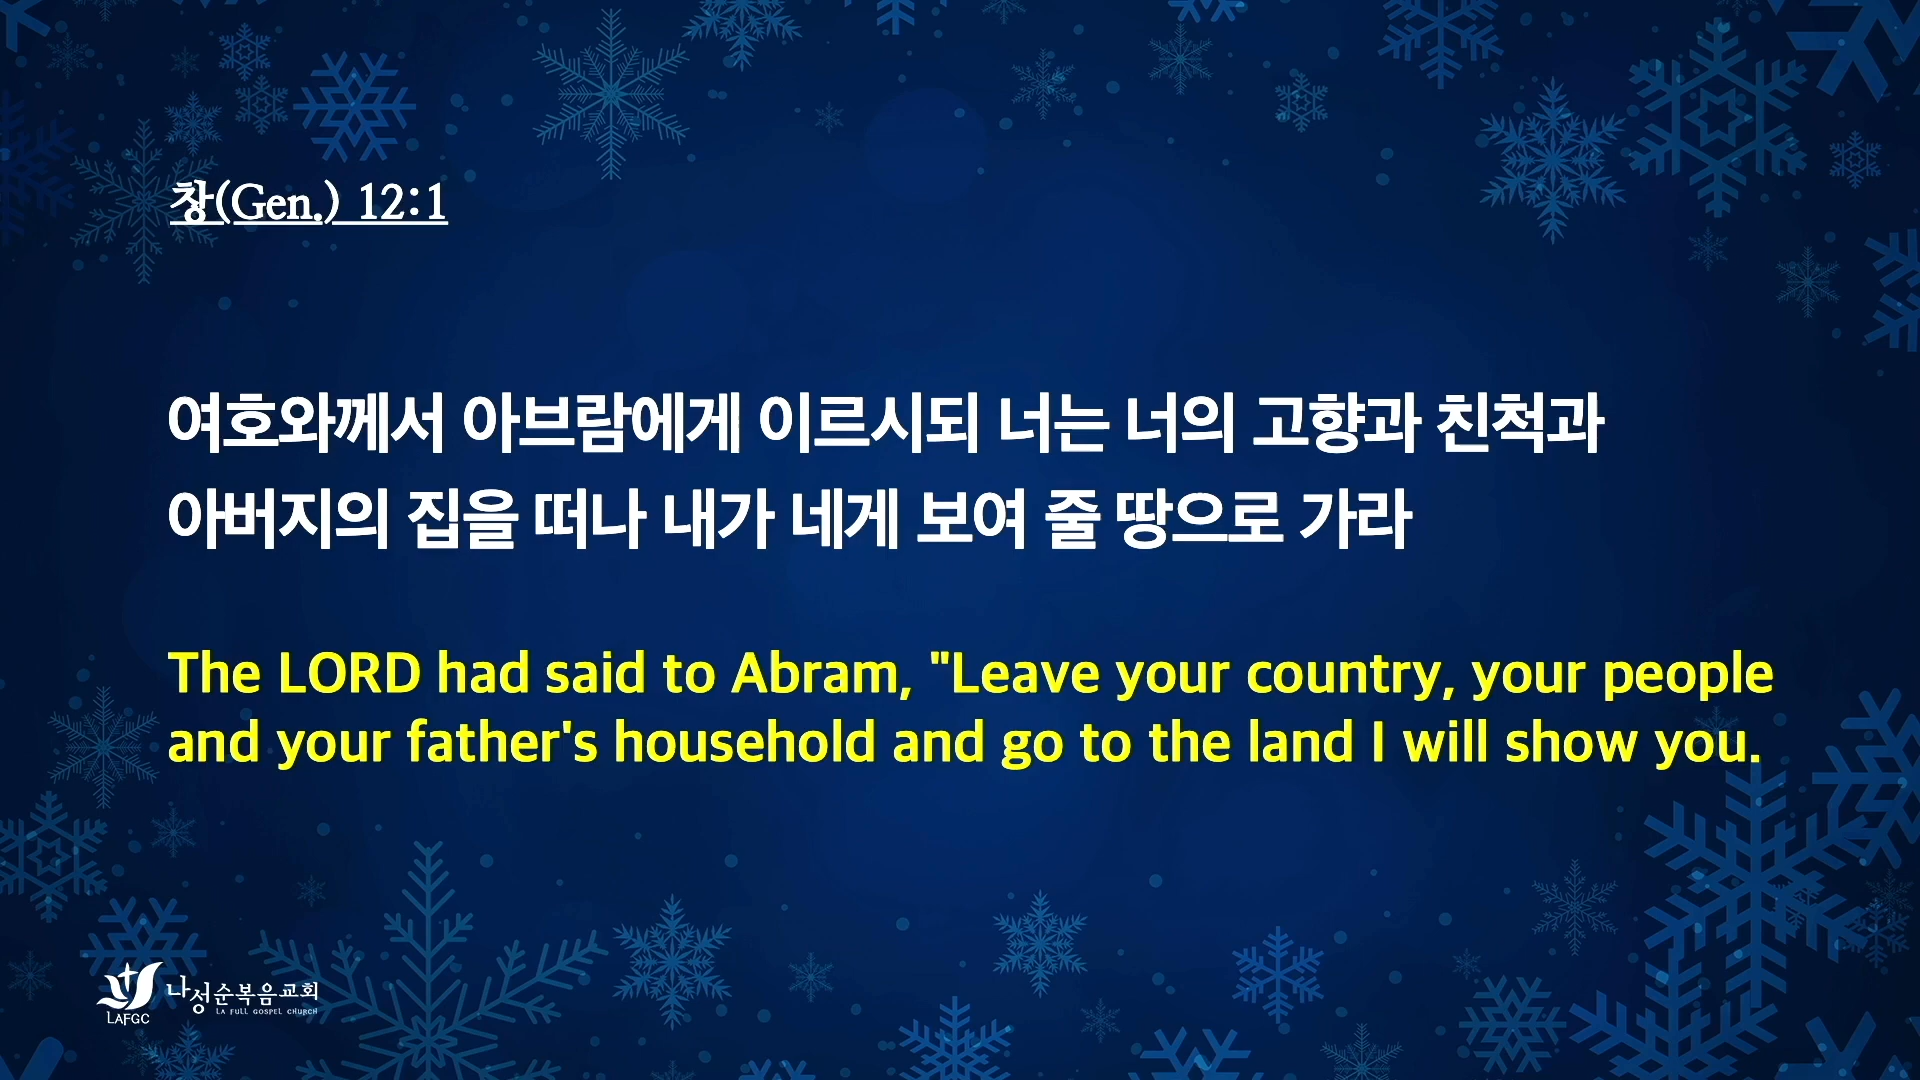 창(Gen.) 12:1
여호와께서 아브람에게 이르시되 너는 너의 고향과 친척과
아버지의 집을 떠나 내가 네게 보여 줄 땅으로 가라
The LORD had said to Abram, "Leave your country, your people
and your father's household and go to the land I will show you.
나성순복음교회
LA FULL GOSPEL CHURCH
LAFGC